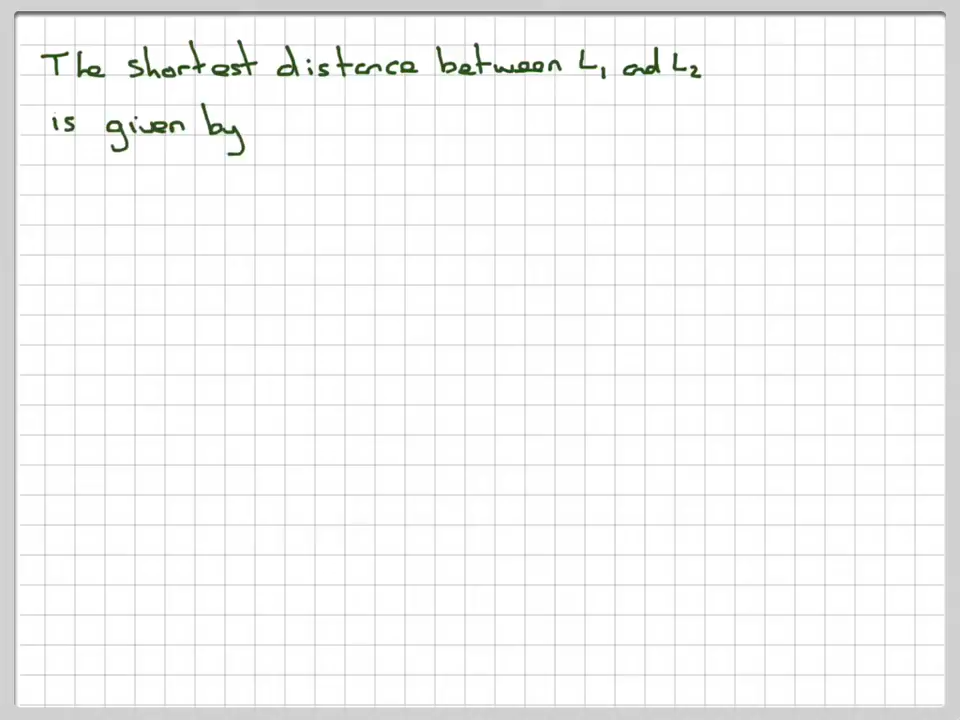 The shortest distance between L₁ and L₂
is given by